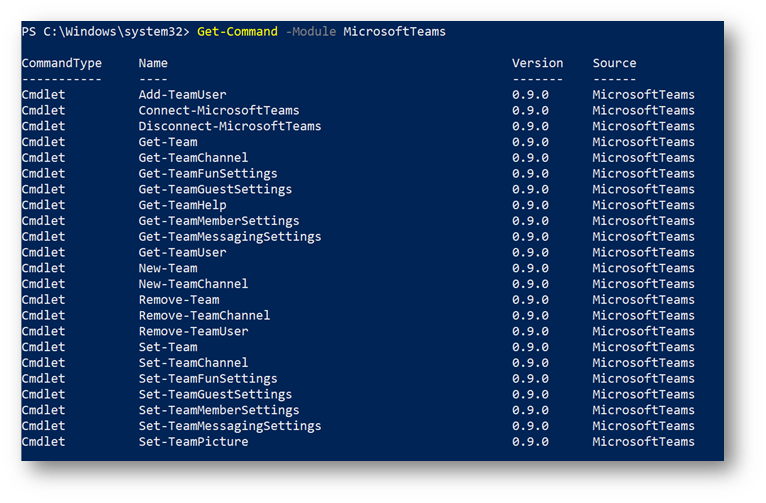 PS C:\Windows\system32> Get-Command -Module MicrosoftTeams
CommandType Name Version Source
----------- ---- ------- ------
Cmdlet Add-TeamUser 0.9.0 MicrosoftTeams
Cmdlet Connect-MicrosoftTeams 0.9.0 MicrosoftTeams
Cmdlet Disconnect-MicrosoftTeams 0.9.0 MicrosoftTeams
Cmdlet Get-Team 0.9.0 MicrosoftTeams
Cmdlet Get-TeamChannel 0.9.0 MicrosoftTeams
Cmdlet Get-TeamFunSettings 0.9.0 MicrosoftTeams
Cmdlet Get-TeamGuestSettings 0.9.0 MicrosoftTeams
Cmdlet Get-TeamHelp 0.9.0 MicrosoftTeams
Cmdlet Get-TeamMemberSettings 0.9.0 MicrosoftTeams
Cmdlet Get-TeamMessagingSettings 0.9.0 MicrosoftTeams
Cmdlet Get-TeamUser 0.9.0 MicrosoftTeams
Cmdlet New-Team 0.9.0 MicrosoftTeams
Cmdlet New-TeamChannel 0.9.0 MicrosoftTeams
Cmdlet Remove-Team 0.9.0 MicrosoftTeams
Cmdlet Remove-TeamChannel 0.9.0 MicrosoftTeams
Cmdlet Remove-TeamUser 0.9.0 MicrosoftTeams
Cmdlet Set-Team 0.9.0 MicrosoftTeams
Cmdlet Set-TeamChannel 0.9.0 MicrosoftTeams
Cmdlet Set-TeamFunSettings 0.9.0 MicrosoftTeams
Cmdlet Set-TeamGuestSettings 0.9.0 MicrosoftTeams
Cmdlet Set-TeamMemberSettings 0.9.0 MicrosoftTeams
Cmdlet Set-TeamMessagingSettings 0.9.0 MicrosoftTeams
Cmdlet Set-TeamPicture 0.9.0 MicrosoftTeams